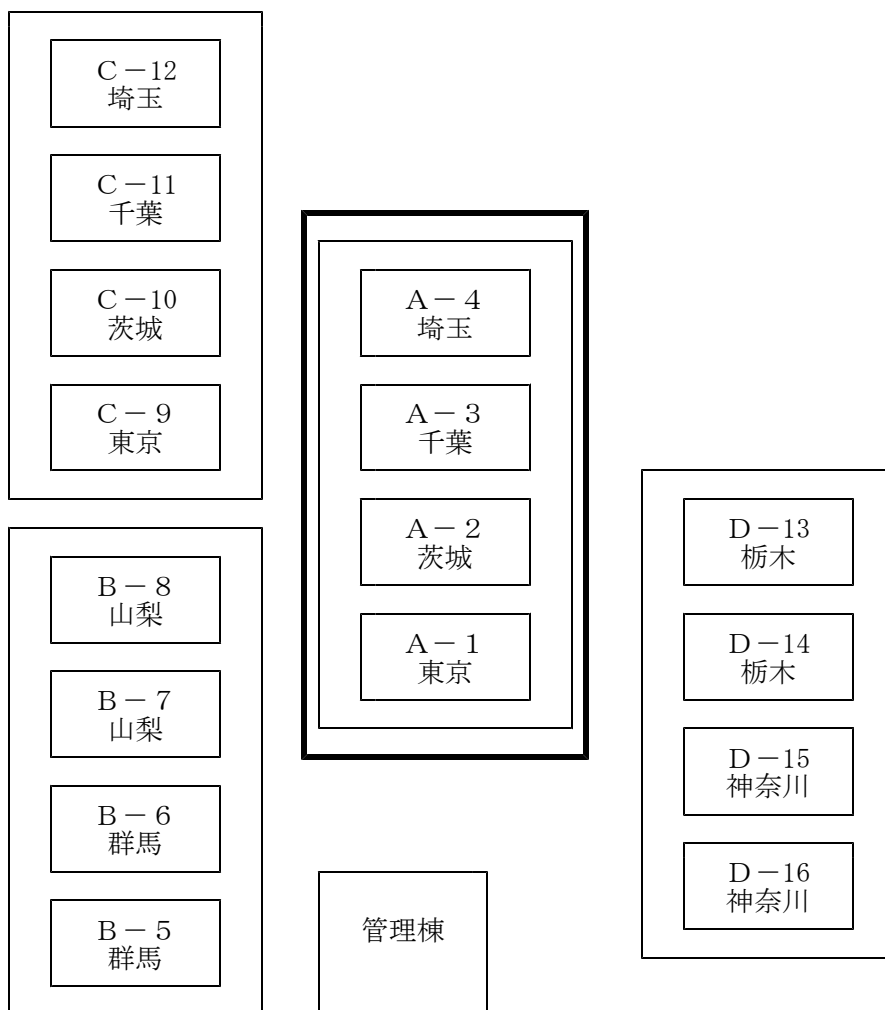 C－12
埼玉
C－11
千葉
C－10
茨城
C－９
東京
B－８
山梨
B－７
山梨
B－６
群馬
B－５
群馬
A－４
埼玉
A－３
千葉
A－２
茨城
A－１
東京
管理棟
D－13
栃木
D－14
栃木
D－15
神奈川
D－16
神奈川